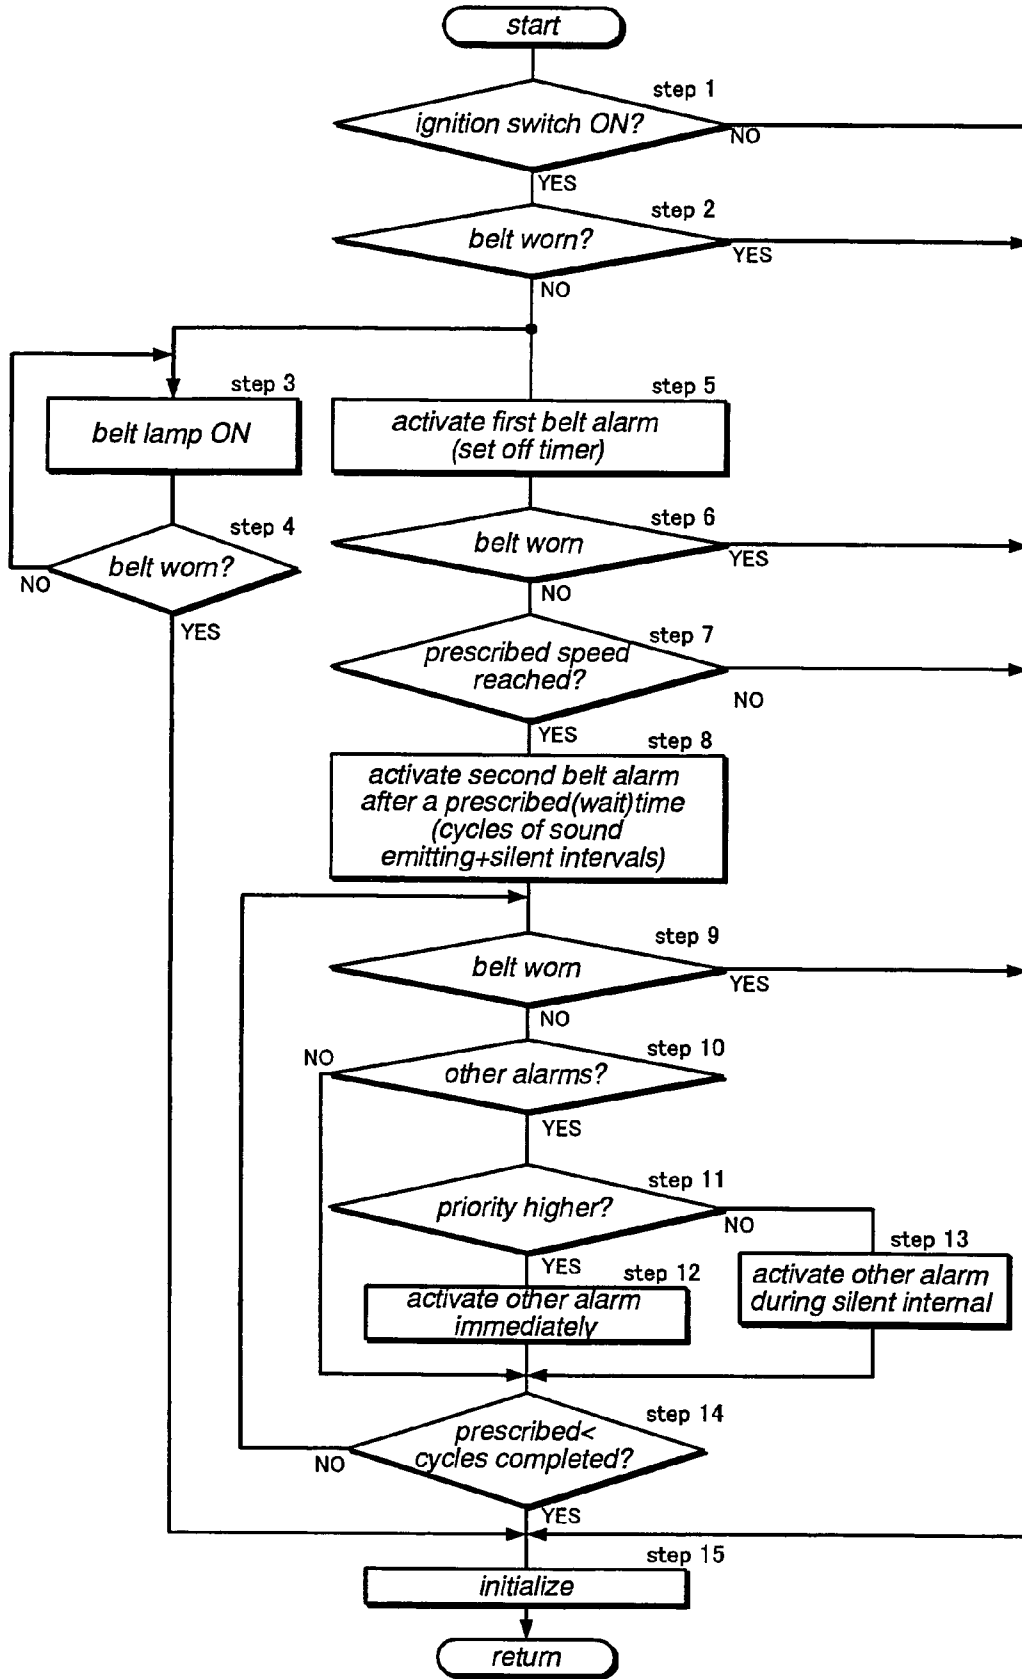 start
step 1
ignition switch ON?
NO
YES
step 2
belt worn?
YES
NO
step 3
belt lamp ON
step 4
belt worn?
NO
YES
step 5
activate first belt alarm
(set off timer)
step 6
belt worn
YES
NO
step 7
prescribed speed
reached?
NO
YES
step 8
activate second belt alarm
after a prescribed(wait)time
(cycles of sound
emitting+silent intervals)
step 9
belt worn
YES
NO
step 10
NO
other alarms?
YES
step 11
priority higher?
NO
YES
step 12
activate other alarm
immediately
step 13
activate other alarm
during silent internal
step 14
prescribed<
cycles completed?
NO
YES
step 15
initialize
return